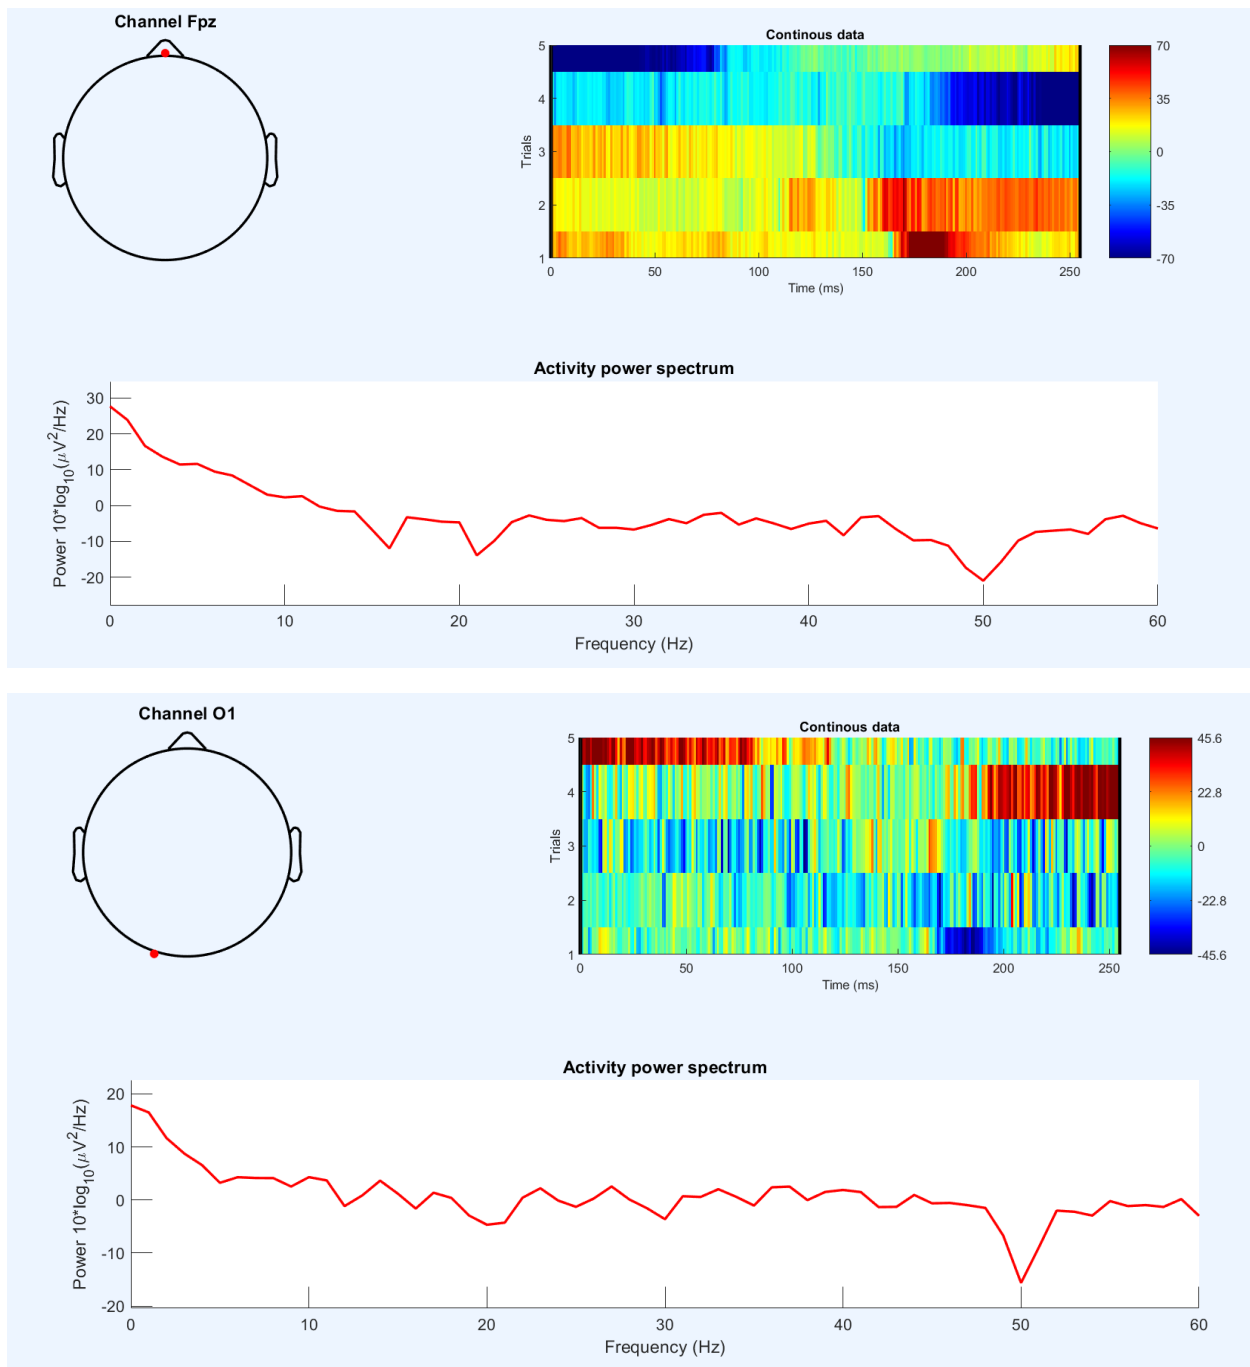 Channel Fpz
Continous data
5
4
3
2
1
Trials
0 50 100 150 200 250
Time (ms)
70
35
0
-35
-70
Activity power spectrum
30
20
10
0
-10
-20
Power 10*log10(μV2/Hz)
0 10 20 30 40 50 60
Frequency (Hz)
Channel O1
Continous data
5
4
3
2
1
Trials
0 50 100 150 200 250
Time (ms)
45.6
22.8
0
-22.8
-45.6
Activity power spectrum
20
10
0
-10
-20
Power 10*log10(μV2/Hz)
0 10 20 30 40 50 60
Frequency (Hz)